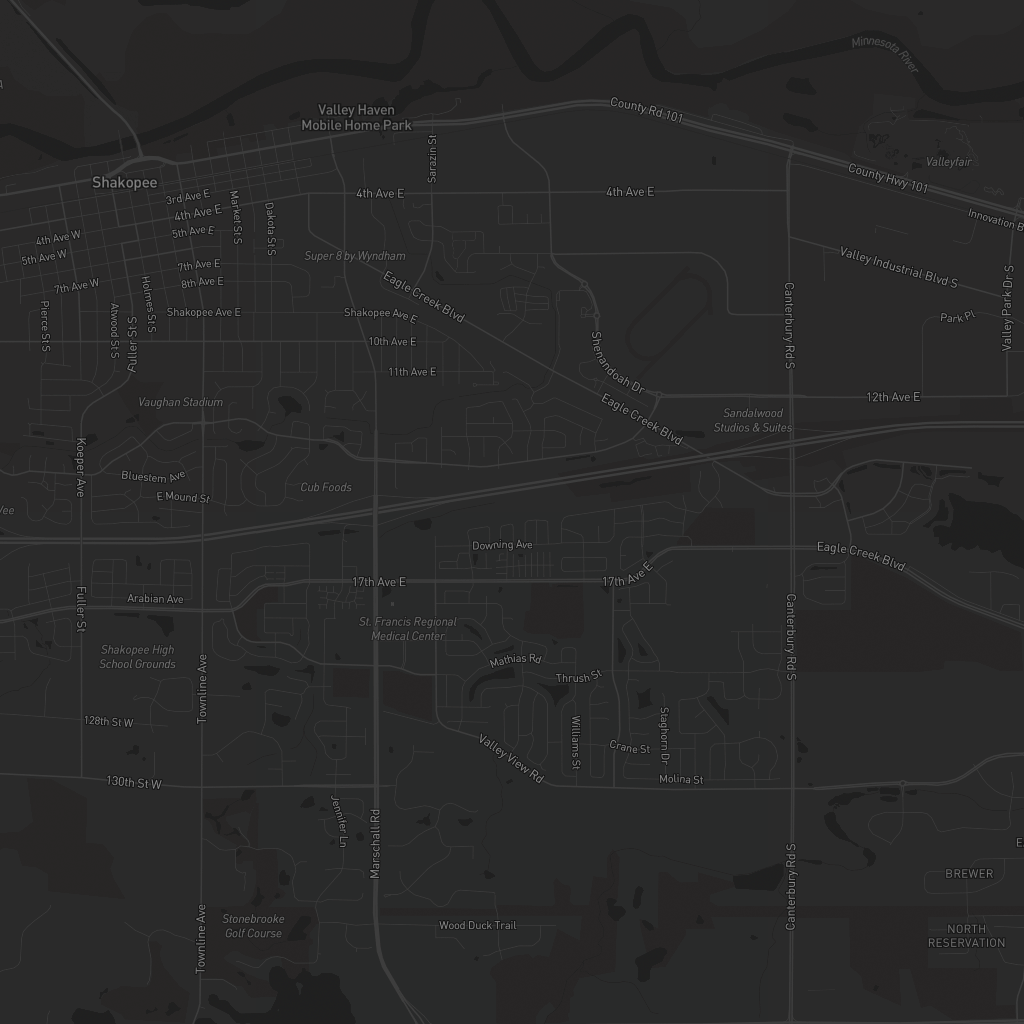 Minnesota River
Valley Haven
Mobile Home Park
County Rd 101
Sarazin St
Valleyfair
County Hwy 101
Shakopee
3rd Ave E
4th Ave E
4th Ave E
4th Ave E
Market St S
Dakota St S
Innovation B
5th Ave E
4th Ave W
5th Ave W
Super 8 by Wyndham
Valley Industrial Blvd S
7th Ave E
8th Ave E
7th Ave W
Eagle Creek Blvd
Holmes St S
Pierce St S
Atwood St S
Fuller St S
Shakopee Ave E
Shakopee Ave E
Canterbury Rd S
Valley Park Dr S
Park Pl
10th Ave E
11th Ave E
Shenandoah Dr
Vaughan Stadium
Eagle Creek Blvd
Sandalwood
Studios & Suites
12th Ave E
Koeper Ave
Bluestem Ave
E Mound St
Cub Foods
Vee
Downing Ave
Eagle Creek Blvd
17th Ave E
17th Ave E
Arabian Ave
Fuller St
St. Francis Regional
Medical Center
Canterbury Rd S
Shakopee High
School Grounds
Mathias Rd
Thrush St
Townline Ave
128th St W
Williams St
Staghorn Dr
Crane St
Valley View Rd
130th St W
Molina St
Jennifer Ln
Marschall Rd
Canterbury Rd S
E
BREWER
Stonebrooke
Golf Course
Wood Duck Trail
Townline Ave
NORTH
RESERVATION